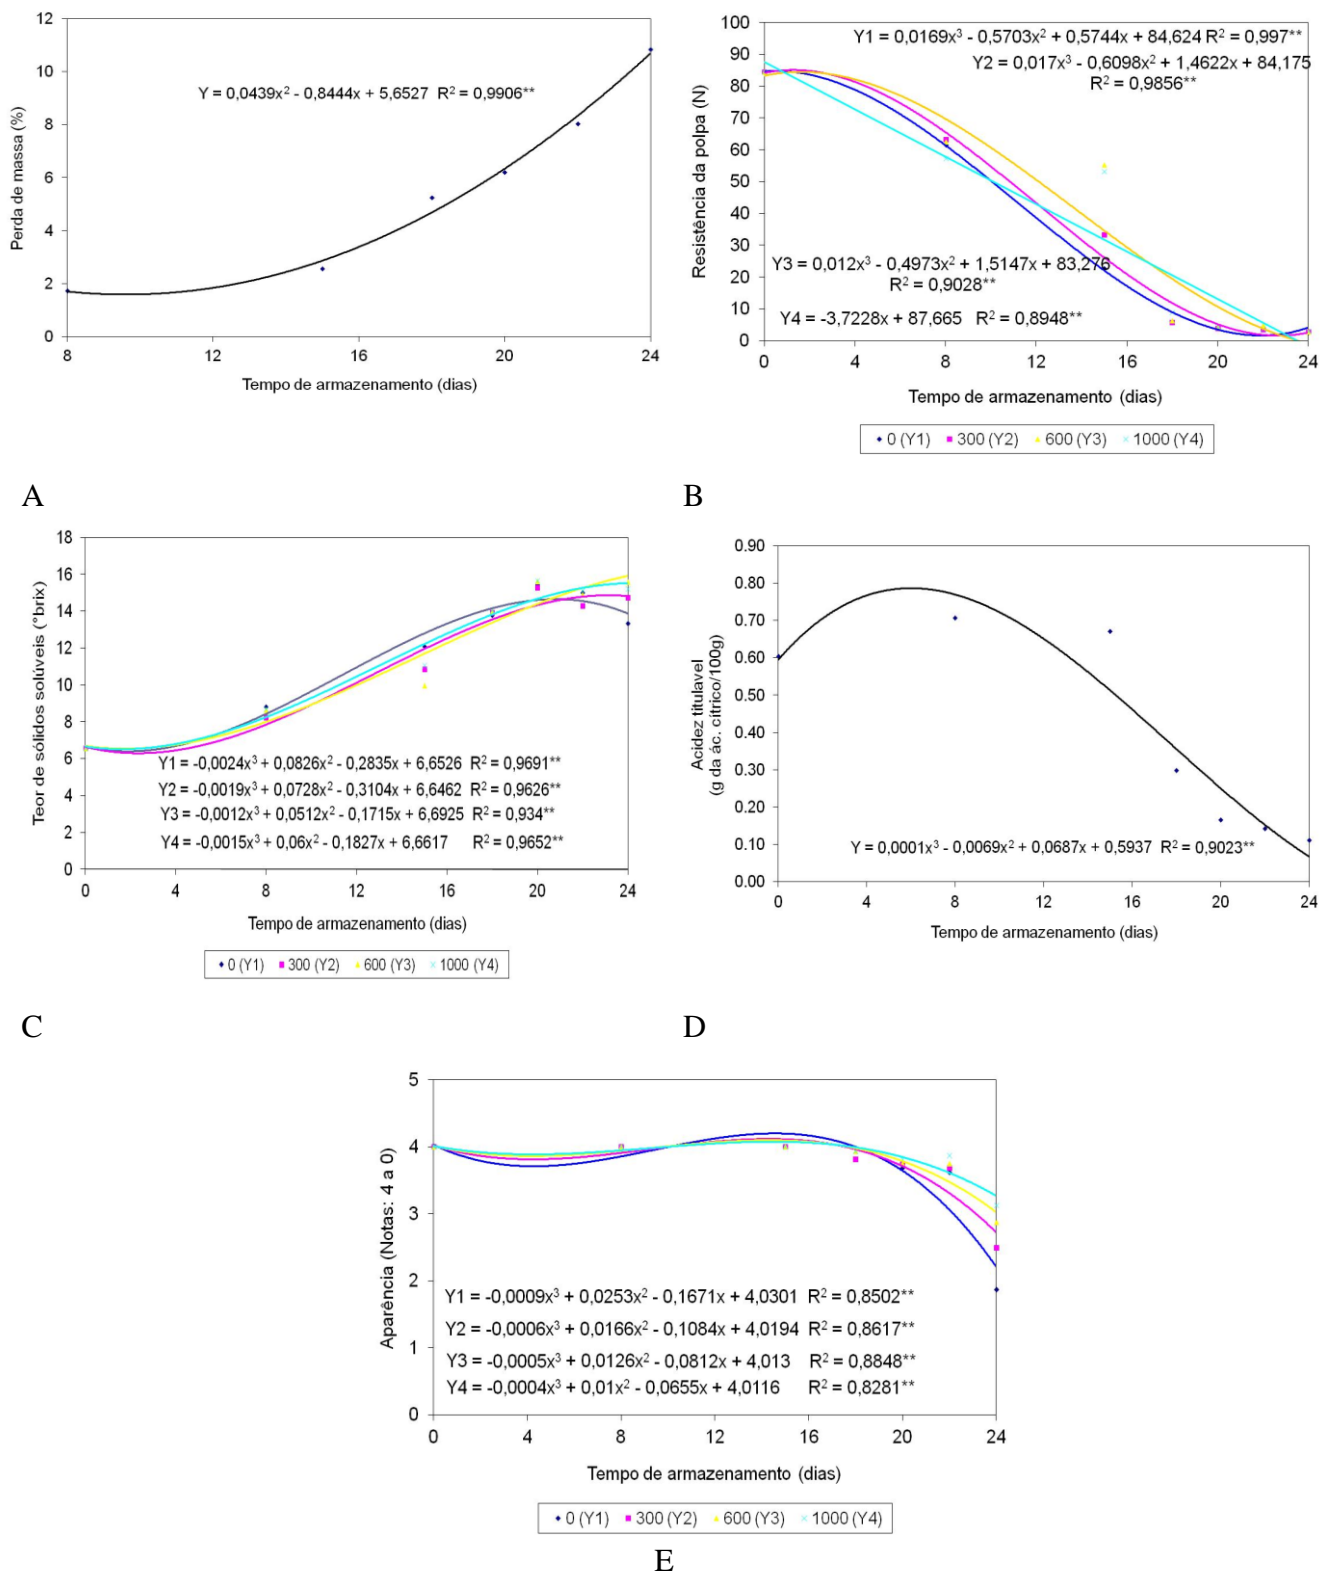 12
10
8
6
4
2
0
Perda de massa (%)
Y = 0,0439x² - 0,8444x + 5,6527 R² = 0,9906**
8 12 16 20 24
Tempo de armazenamento (dias)
A
100
90
80
70
60
50
40
30
20
10
0
Resistência da polpa (N)
Y1 = 0,0169x³ - 0,5703x² + 0,5744x + 84,624 R² = 0,997**
Y2 = 0,017x³ - 0,6098x² + 1,4622x + 84,175
R² = 0,9856**
Y3 = 0,012x³ - 0,4973x² + 1,5147x + 83,276
R² = 0,9028**
Y4 = -3,7228x + 87,665 R² = 0,8948**
0 4 8 12 16 20 24
Tempo de armazenamento (dias)
0 (Y1) 300 (Y2) 600 (Y3) 1000 (Y4)
B
18
16
14
12
10
8
6
4
2
0
Teor de sólidos solúveis (°brix)
Y1 = -0,0024x³ + 0,0826x² - 0,2835x + 6,6526 R² = 0,9691**
Y2 = -0,0019x³ + 0,0728x² - 0,3104x + 6,6462 R² = 0,9626**
Y3 = -0,0012x³ + 0,0512x² - 0,1715x + 6,6925 R² = 0,934**
Y4 = -0,0015x³ + 0,06x² - 0,1827x + 6,6617 R² = 0,9652**
0 4 8 12 16 20 24
Tempo de armazenamento (dias)
0 (Y1) 300 (Y2) 600 (Y3) 1000 (Y4)
C
0.90
0.80
0.70
0.60
0.50
0.40
0.30
0.20
0.10
0.00
Acidez titulavel
(g da ác. cítrico/100g)
Y = 0,0001x³ - 0,0069x² + 0,0687x + 0,5937 R² = 0,9023**
0 4 8 12 16 20 24
Tempo de armazenamento (dias)
D
5
4
3
2
1
0
Aparência (Notas: 4 a 0)
Y1 = -0,0009x³ + 0,0253x² - 0,1671x + 4,0301 R² = 0,8502**
Y2 = -0,0006x³ + 0,0166x² - 0,1084x + 4,0194 R² = 0,8617**
Y3 = -0,0005x³ + 0,0126x² - 0,0812x + 4,013 R² = 0,8848**
Y4 = -0,0004x³ + 0,01x² - 0,0655x + 4,0116 R² = 0,8281**
0 4 8 12 16 20 24
Tempo de armazenamento (dias)
0 (Y1) 300 (Y2) 600 (Y3) 1000 (Y4)
E